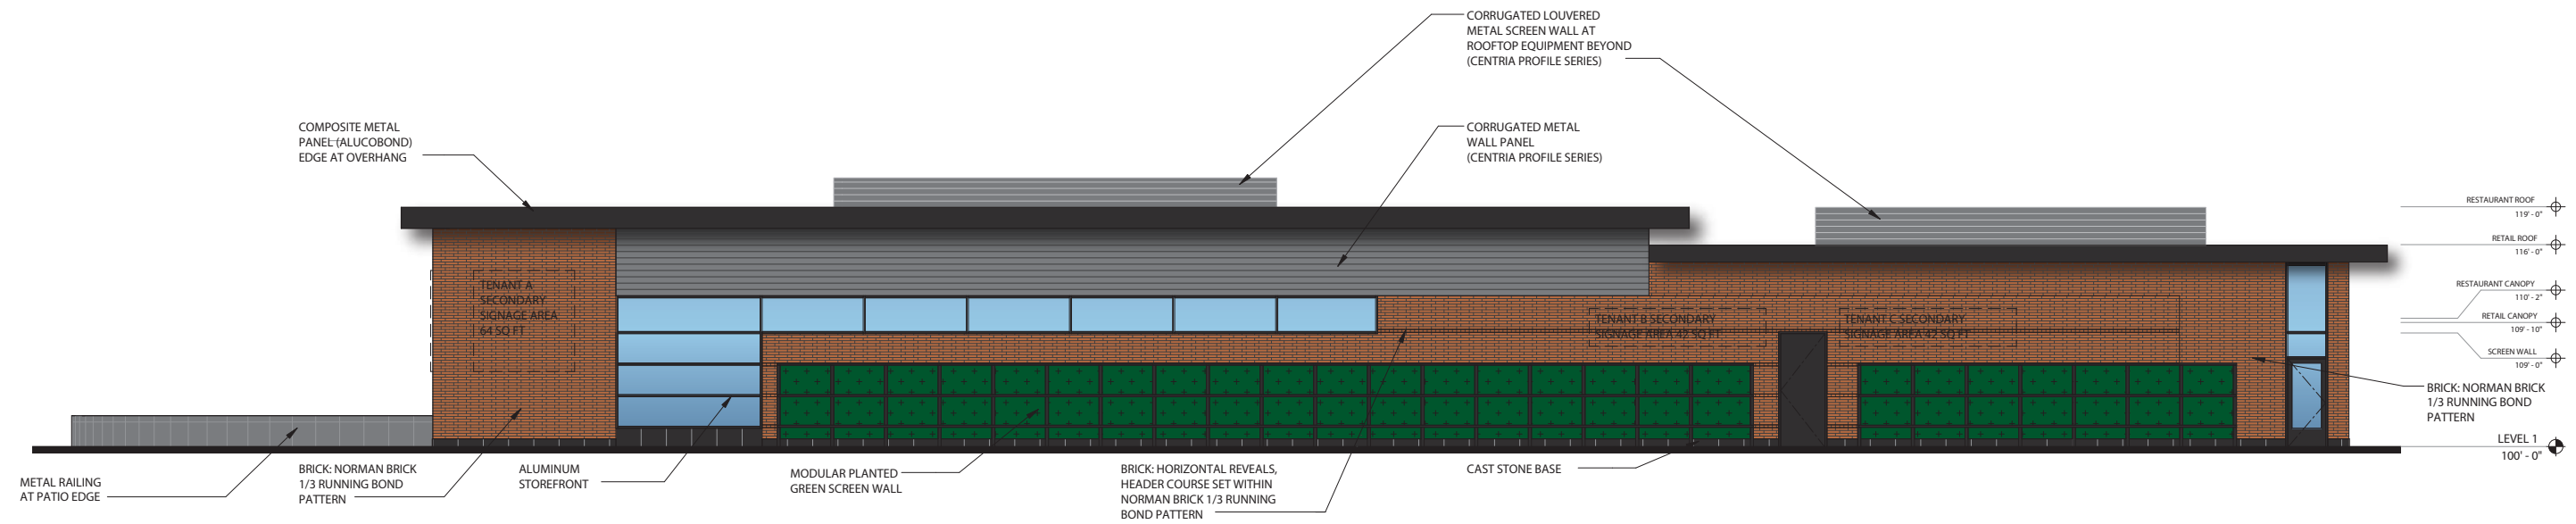 CORRUGATED LOUVERED
METAL SCREEN WALL AT
ROOFTOP EQUIPMENT BEYOND
(CENTRIA PROFILE SERIES)
COMPOSITE METAL
PANEL (ALUCOBOND)
EDGE AT OVERHANG
CORRUGATED METAL
WALL PANEL
(CENTRIA PROFILE SERIES)
RESTAURANT ROOF
119' - 0"
RETAIL ROOF
116' - 0"
RESTAURANT CANOPY
110' - 2"
RETAIL CANOPY
109' - 10"
SCREEN WALL
109' - 0"
TENANT A
SECONDARY
SIGNAGE AREA
64 SQ FT
TENANT B SECONDARY
SIGNAGE AREA 42 SQ FT
TENANT C SECONDARY
SIGNAGE AREA 42 SQ FT
BRICK: NORMAN BRICK
1/3 RUNNING BOND
PATTERN
LEVEL 1
100' - 0"
METAL RAILING
AT PATIO EDGE
BRICK: NORMAN BRICK
1/3 RUNNING BOND
PATTERN
ALUMINUM
STOREFRONT
MODULAR PLANTED
GREEN SCREEN WALL
BRICK: HORIZONTAL REVEALS,
HEADER COURSE SET WITHIN
NORMAN BRICK 1/3 RUNNING
BOND PATTERN
CAST STONE BASE